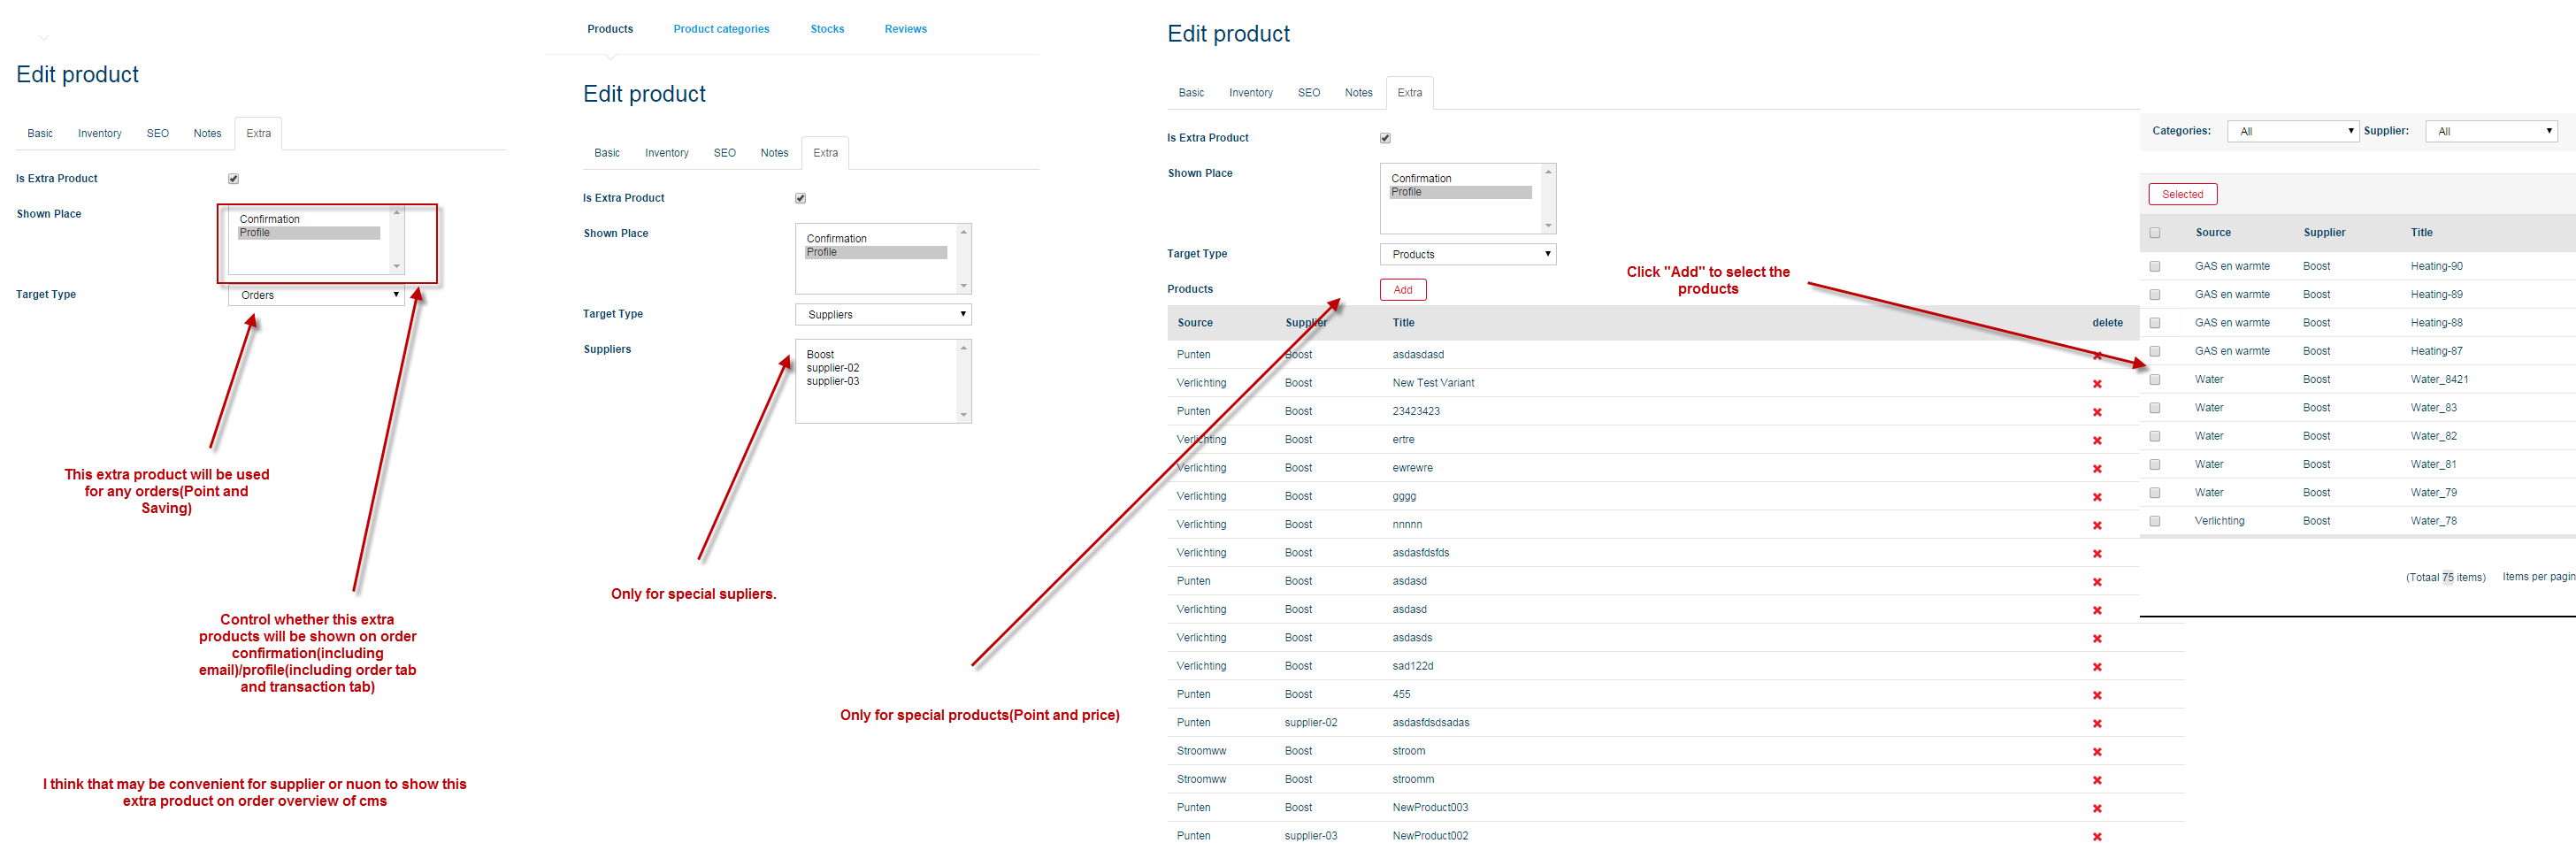 Edit product
Basic Inventory SEO Notes Extra
Is Extra Product
Shown Place
Confirmation
Profile
Target Type
Orders
This extra product will be used
for any orders(Point and
Saving)
Control whether this extra
products will be shown on order
confirmation(including
email)/profile(including order tab
and transaction tab)
I think that may be convenient for supplier or nuon to show this
extra product on order overview of cms
Products Product categories Stocks Reviews
Edit product
Basic Inventory SEO Notes Extra
Is Extra Product
Shown Place
Confirmation
Profile
Target Type
Suppliers
Suppliers
Boost
supplier-02
supplier-03
Only for special supliers.
Only for special products(Point and price)
Edit product
Basic Inventory SEO Notes Extra
Is Extra Product
Shown Place
Confirmation
Profile
Target Type
Products
Products
Add
Click "Add" to select the
products
Source Supplier Title delete
Punten Boost asdasdasd
Verlichting Boost New Test Variant
Punten Boost 23423423
Verlichting Boost ertre
Verlichting Boost ewrewre
Verlichting Boost gggg
Verlichting Boost nnnnn
Verlichting Boost asdasfdsfds
Punten Boost asdasd
Verlichting Boost asdasd
Verlichting Boost asdasds
Verlichting Boost sad122d
Punten Boost 455
Punten supplier-02 asdasfdsdsadas
Stroomww Boost stroom
Stroomww Boost stroomm
Punten Boost NewProduct003
Punten supplier-03 NewProduct002
Categories: All Supplier: All
Selected
Source Supplier Title
GAS en warmte Boost Heating-90
GAS en warmte Boost Heating-89
GAS en warmte Boost Heating-88
GAS en warmte Boost Heating-87
Water Boost Water_8421
Water Boost Water_83
Water Boost Water_82
Water Boost Water_81
Water Boost Water_79
Verlichting Boost Water_78
(Totaal 75 items) Items per pagin